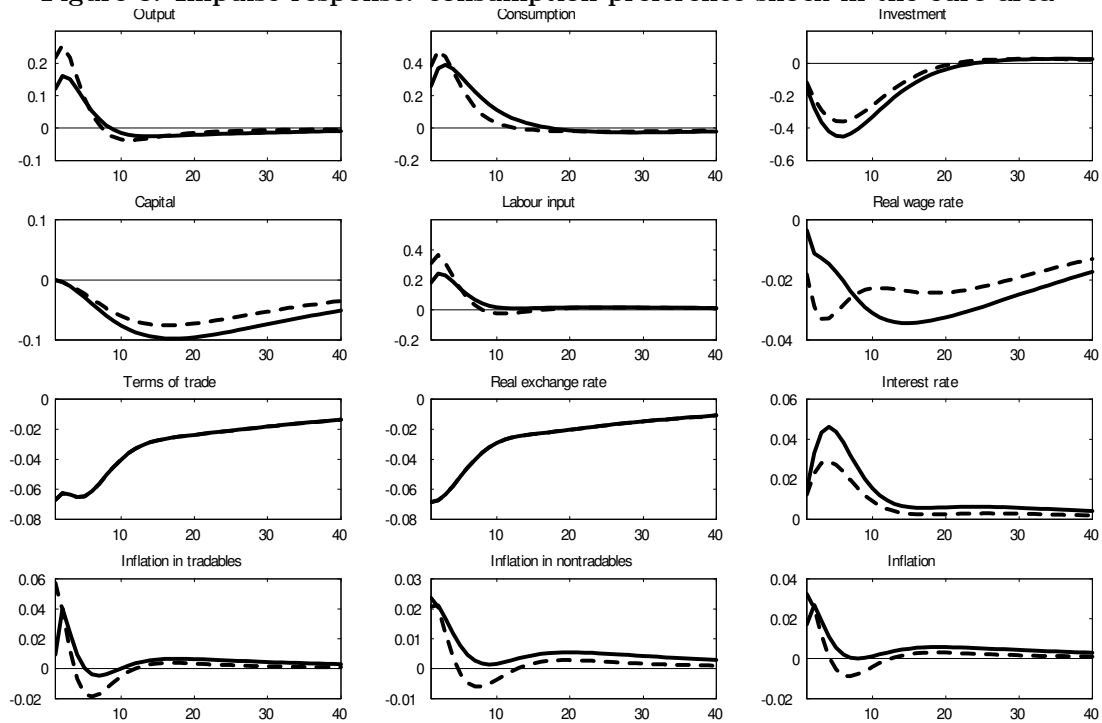 Figure Impulse response: consumption preference shock in the euro area
Output Consumption Investment
0.2 0.4 0
0.1 0.2 -0.2
0 0 -0.4
-0.1 -0.2 -0.6
10 20 30 40 10 20 30 40 10 20 30 40
Capital Labour input Real wage rate
0.1 0.4 0
0 0.2 -0.02
-0.1 0 -0.04
-0.2
10 20 30 40 10 20 30 40 10 20 30 40
Terms of trade Real exchange rate Interest rate
0 0 0.06
-0.02 -0.02 0.04
-0.04 -0.04 0.02
-0.06 -0.06 0
-0.08 -0.08
10 20 30 40 10 20 30 40 10 20 30 40
Inflation in tradables Inflation in nontradables Inflation
0.06 0.03 0.04
0.04 0.02 0.02
0.02 0.01 0
0 0 -0.02
-0.02 -0.01
10 20 30 40 10 20 30 40 10 20 30 40